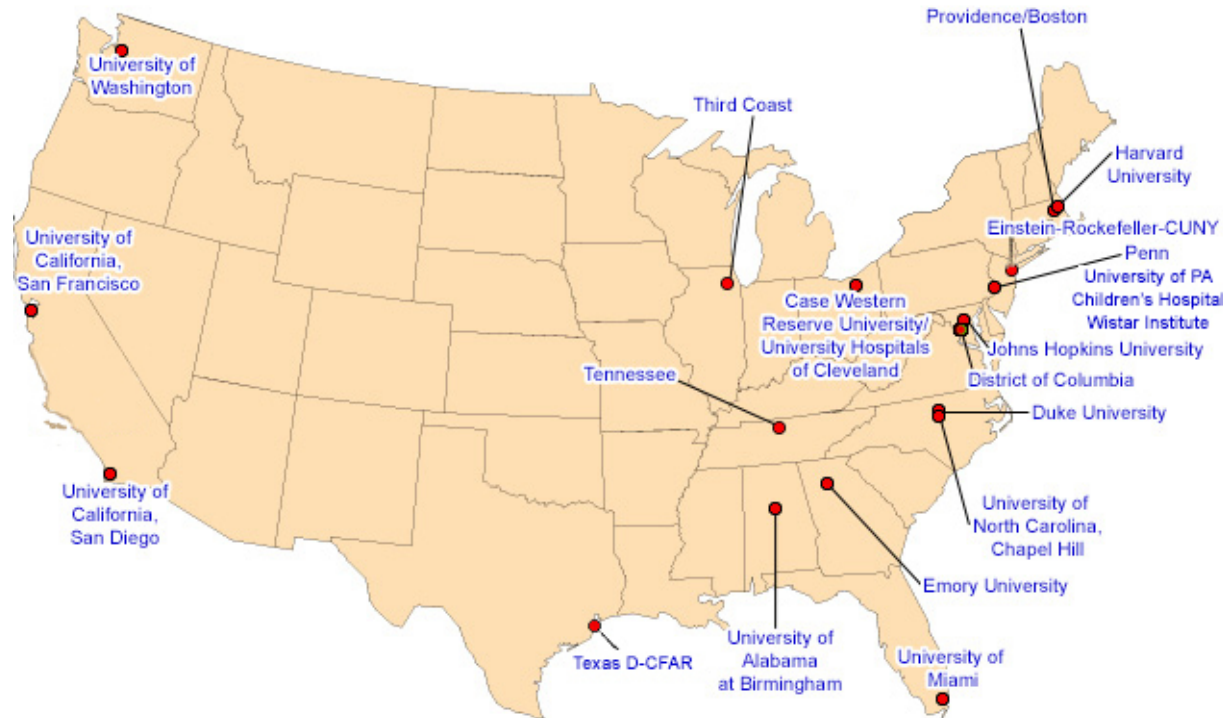 Providence/Boston
University of
Washington
Third Coast
Harvard
University
University of
California,
San Francisco
Einstein-Rockefeller-CUNY
Penn
University of PA
Children's Hospital
Wistar Institute
Case Western
Reserve University/
University Hospitals
of Cleveland
Johns Hopkins University
Tennessee
District of Columbia
Duke University
University of
California,
San Diego
University of
North Carolina,
Chapel Hill
Emory University
Texas D-CFAR
University of
Alabama
at Birmingham
University of
Miami